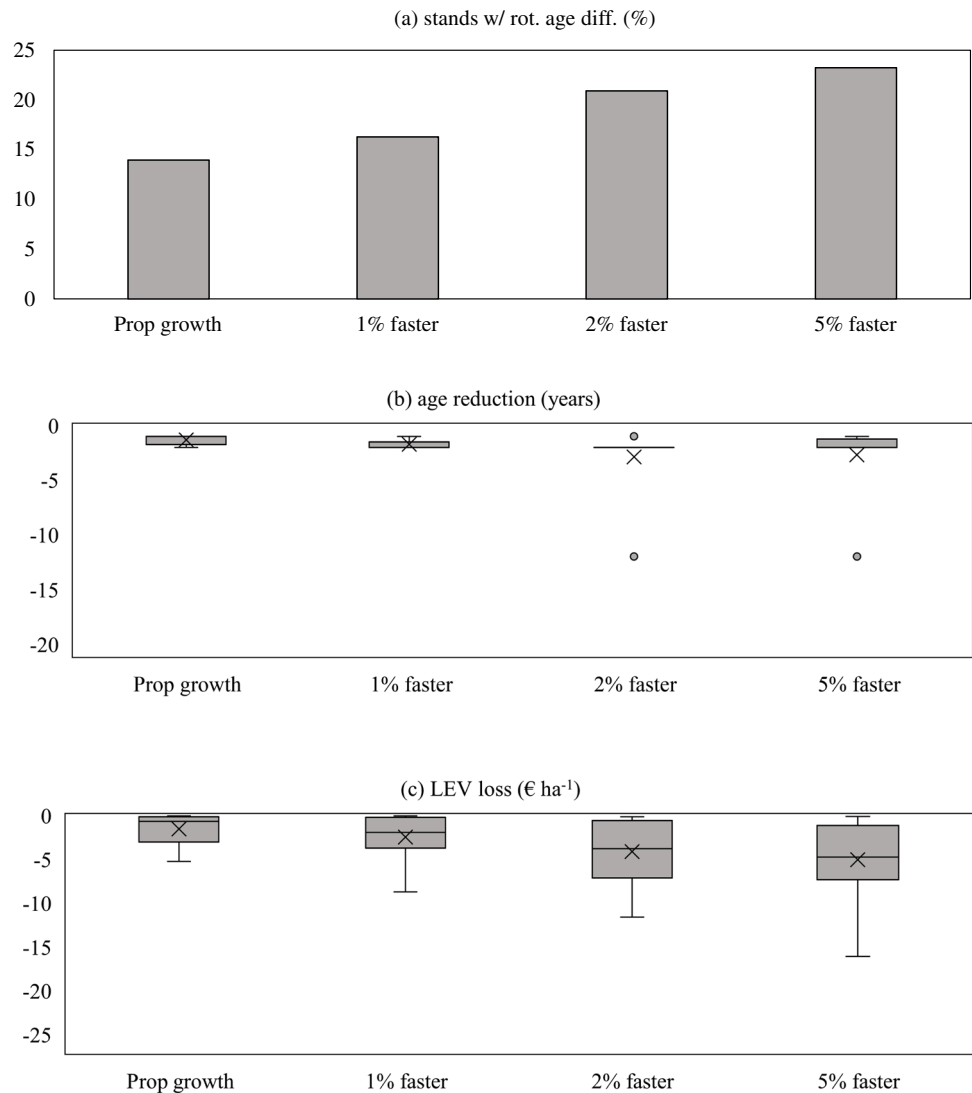 (a) stands w/ rot. age diff. (%)
25
20
15
10
5
0
Prop growth 1% faster 2% faster 5% faster
(b) age reduction (years)
0
-5
-10
-15
-20
Prop growth 1% faster 2% faster 5% faster
(c) LEV loss (€ ha⁻¹)
0
-5
-10
-15
-20
-25
Prop growth 1% faster 2% faster 5% faster